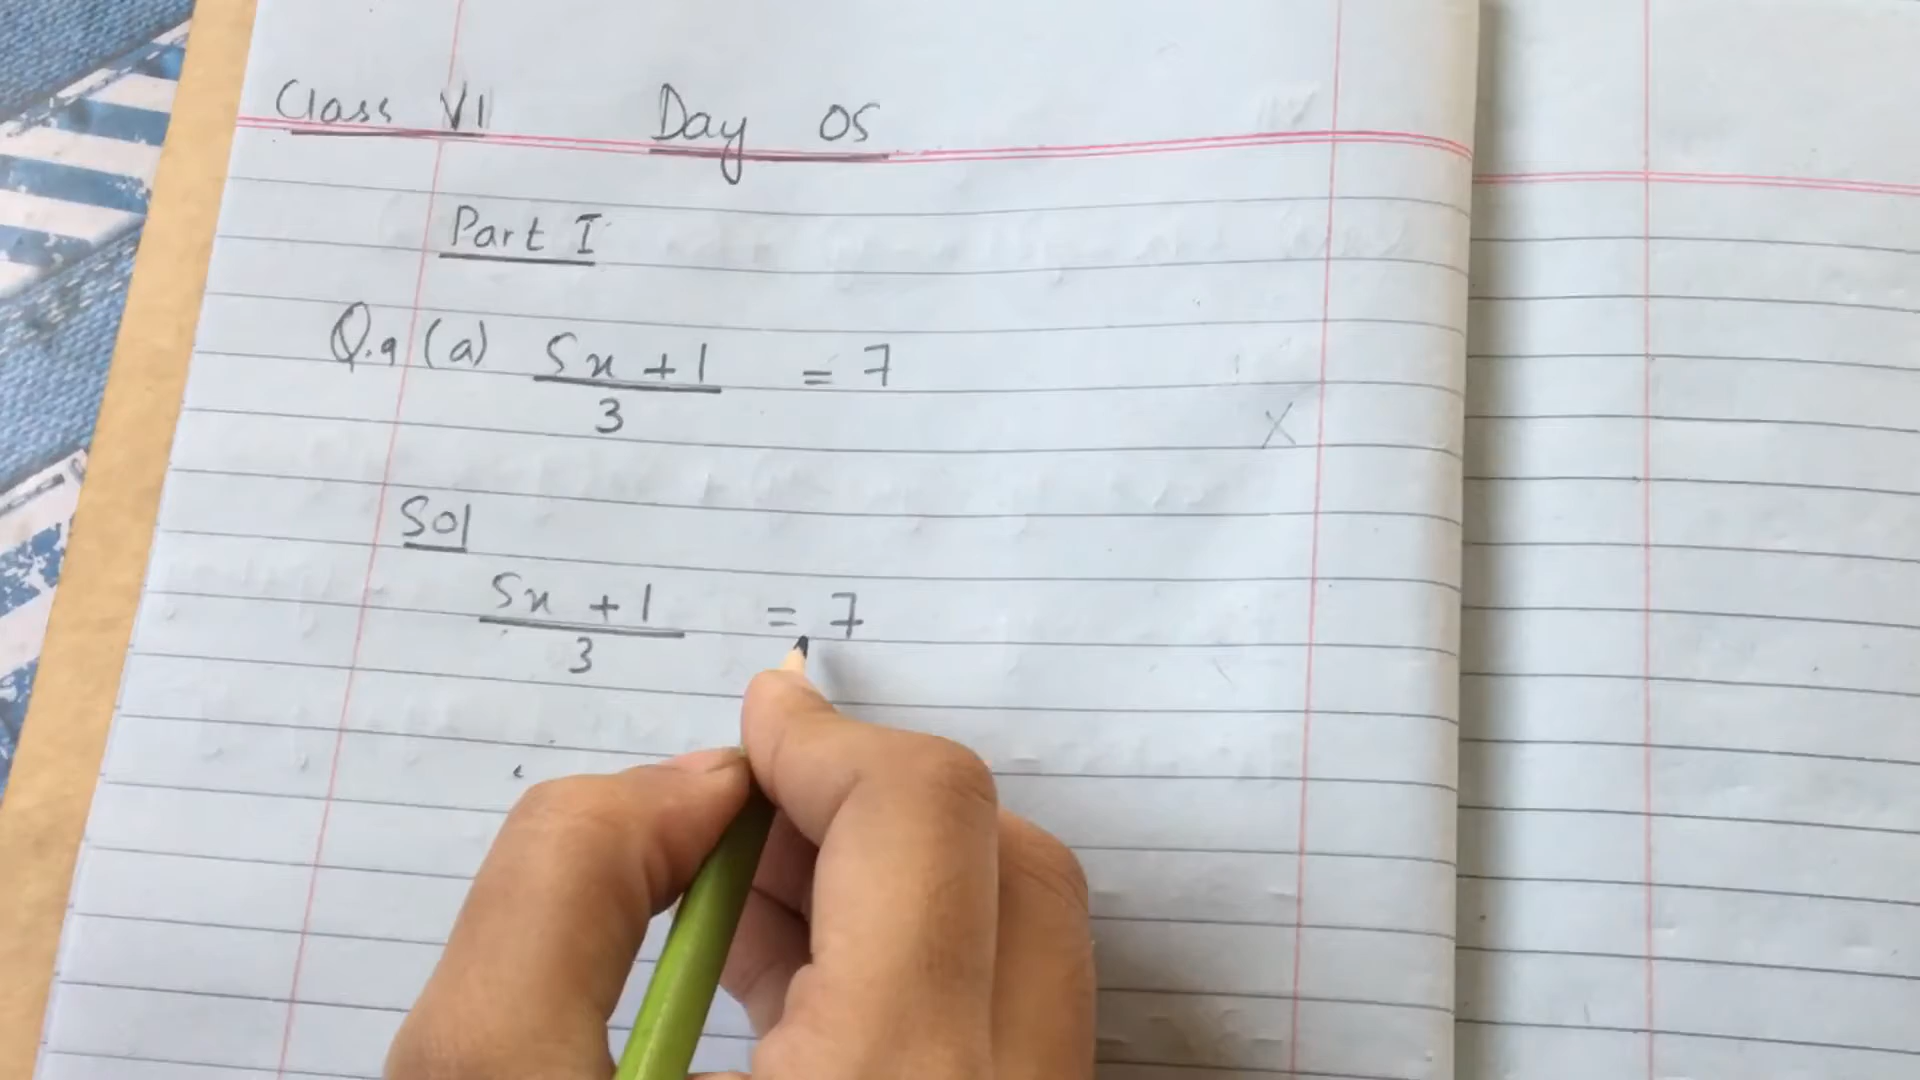 Class VI Day 05
Part I
Q.9 (a) 5x + 1 = 7
3
Sol
5x + 1 = 7
3